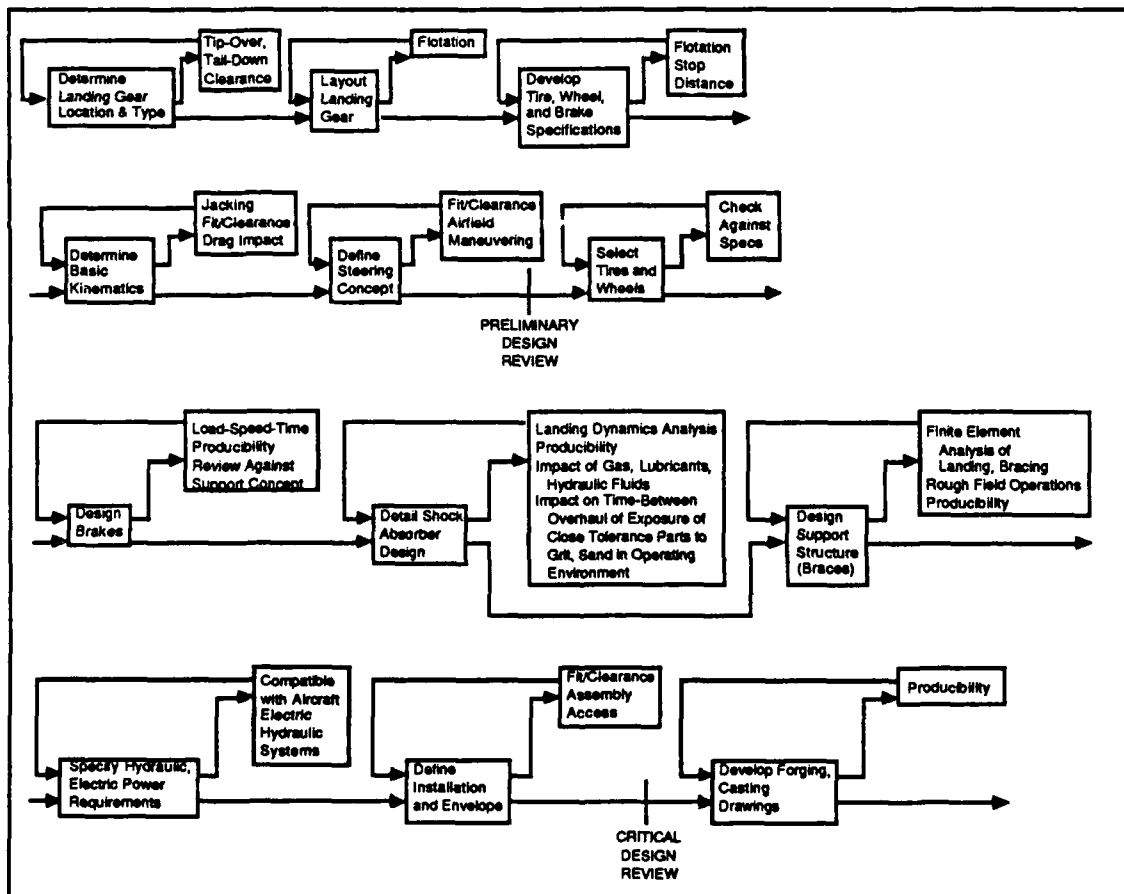 Tip-Over,
Tail-Down
Clearance
Determine
Landing Gear
Location & Type
Flotation
Layout
Landing
Gear
Flotation
Stop
Distance
Develop
Tire, Wheel,
and Brake
Specifications
Jacking
Fit/Clearance
Drag Impact
Determine
Basic
Kinematics
Fit/Clearance
Airfield
Maneuvering
Define
Steering
Concept
PRELIMINARY
DESIGN
REVIEW
Check
Against
Specs
Select
Tires and
Wheels
Load-Speed-Time
Producibility
Review Against
Support Concept
Design
Brakes
Landing Dynamics Analysis
Producibility
Impact of Gas, Lubricants,
Hydraulic Fluids
Impact on Time-Between
Overhaul of Exposure of
Close Tolerance Parts to
Grit, Sand in Operating
Environment
Detail Shock
Absorber
Design
Finite Element
Analysis of
Landing, Bracing
Rough Field Operations
Producibility
Design
Support
Structure
(Braces)
Compatible
with Aircraft
Electric
Hydraulic
Systems
Specify Hydraulic,
Electric Power
Requirements
Fit/Clearance
Assembly
Access
Define
Installation
and Envelope
CRITICAL
DESIGN
REVIEW
Producibility
Develop Forging,
Casting
Drawings